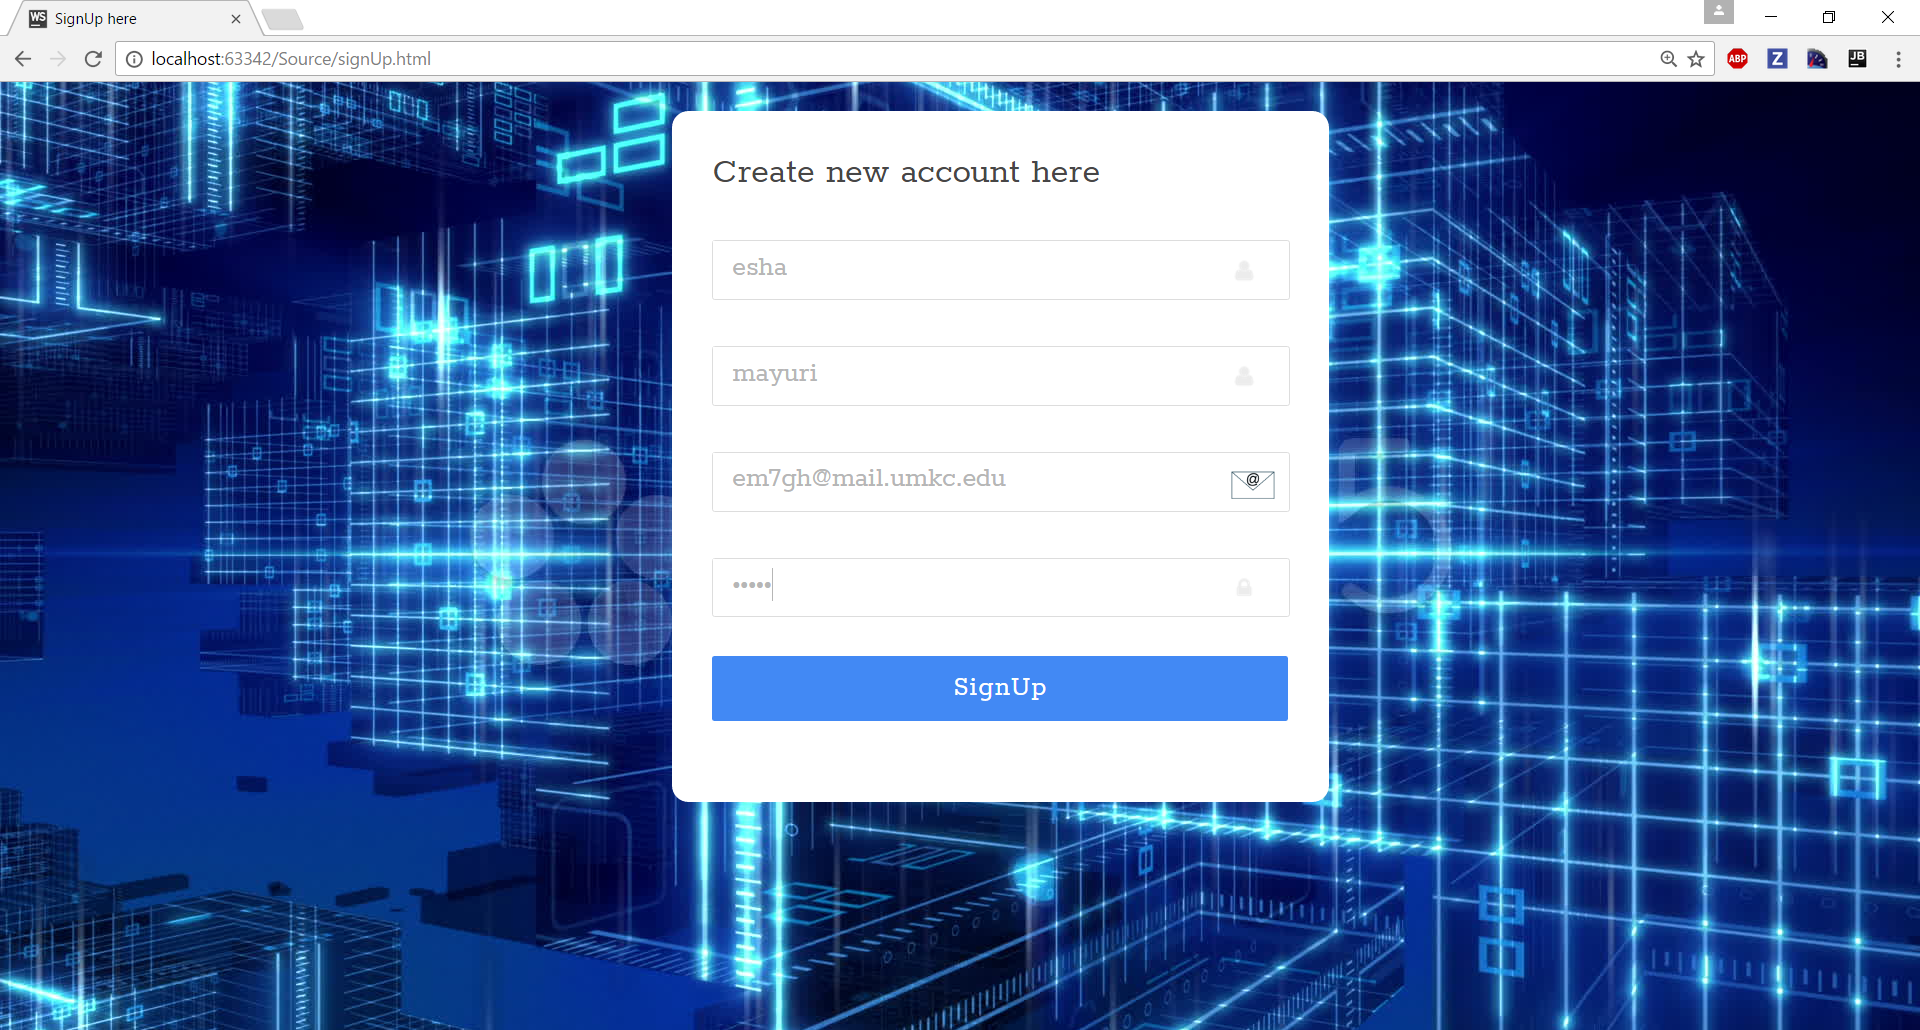 WS SignUp here
localhost:63342/Source/signUp.html
ABP
Z
JB
Create new account here
esha
mayuri
em7gh@mail.umkc.edu
@
•••••
SignUp
5